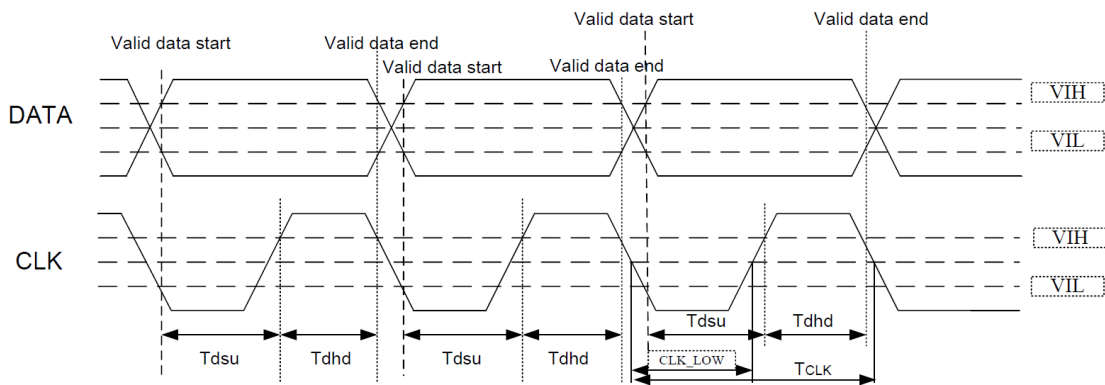 Valid data start
Valid data start
Valid data end
Valid data end
Valid data start
Valid data end
DATA
VIH
VIL
CLK
VIH
VIL
Tdsu
Tdhd
Tdsu
Tdhd
Tdsu
Tdhd
CLK_LOW
TCLK